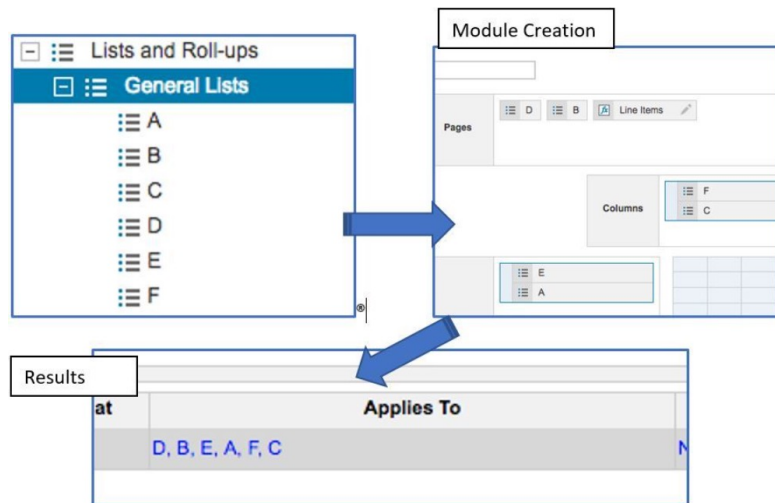 Lists and Roll-ups
General Lists
A
B
C
D
E
F
®
Module Creation
Pages
D B Line Items
Columns
F
C
E
A
Results
at Applies To
D, B, E, A, F, C N